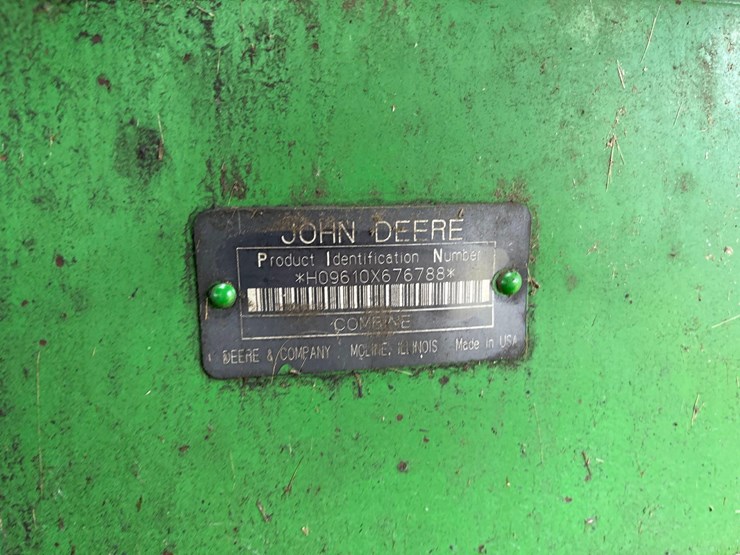 JOHN DEERE
Product Identification Number
*H09610X676788*
COMBINE
DEERE & COMPANY MOLINE, ILLINOIS Made in USA